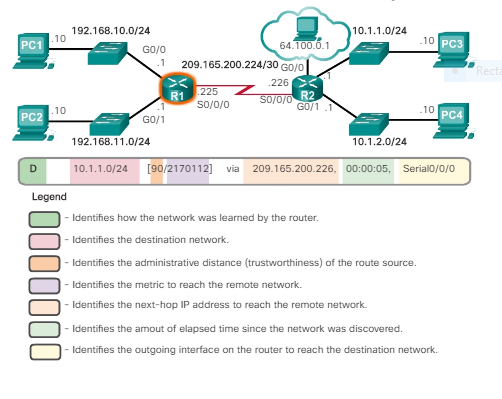 192.168.10.0/24
10.1.1.0/24
PC1
.10
G0/0
.1
64.100.0.1
.10
PC3
209.165.200.224/30
G0/0
.1
R1
.225
S0/0/0
.226
S0/0/0
R2
PC2
.10
.1
G0/1
G0/1
.1
.10
PC4
192.168.11.0/24
10.1.2.0/24
D 10.1.1.0/24 [90/2170112] via 209.165.200.226, 00:00:05, Serial0/0/0
Legend
- Identifies how the network was learned by the router.
- Identifies the destination network.
- Identifies the administrative distance (trustworthiness) of the route source.
- Identifies the metric to reach the remote network.
- Identifies the next-hop IP address to reach the remote network.
- Identifies the amout of elapsed time since the network was discovered.
- Identifies the outgoing interface on the router to reach the destination network.